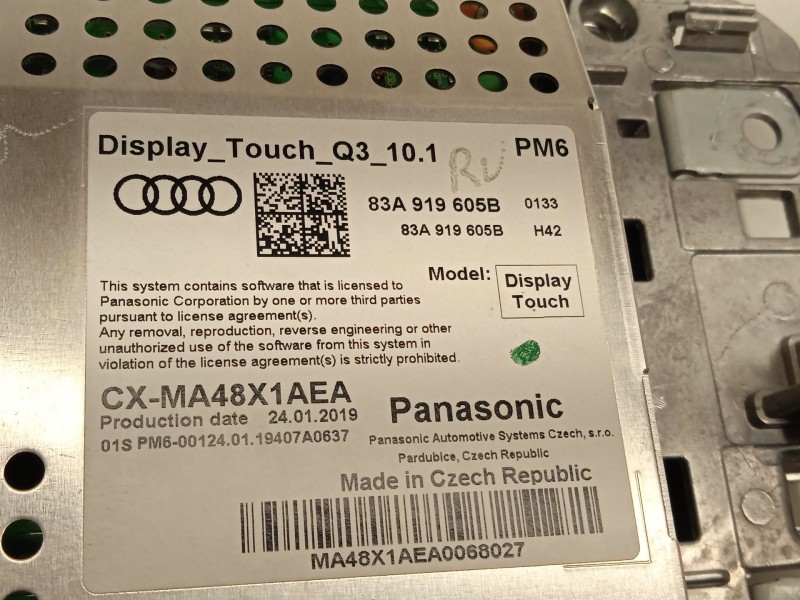 Display_Touch_Q3_10.1 PM6
83A 919 605B 0133
83A 919 605B H42
Model: Display Touch
This system contains software that is licensed to
Panasonic Corporation by one or more third parties
pursuant to license agreement(s).
Any removal, reproduction, reverse engineering or other
unauthorized use of the software from this system in
violation of the license agreement(s) is strictly prohibited.
CX-MA48X1AEA
Production date 24.01.2019
01S PM6-00124.01.19407A0637
Panasonic
Panasonic Automotive Systems Czech, s.r.o.
Pardubice, Czech Republic
Made in Czech Republic
MA48X1AEA0068027